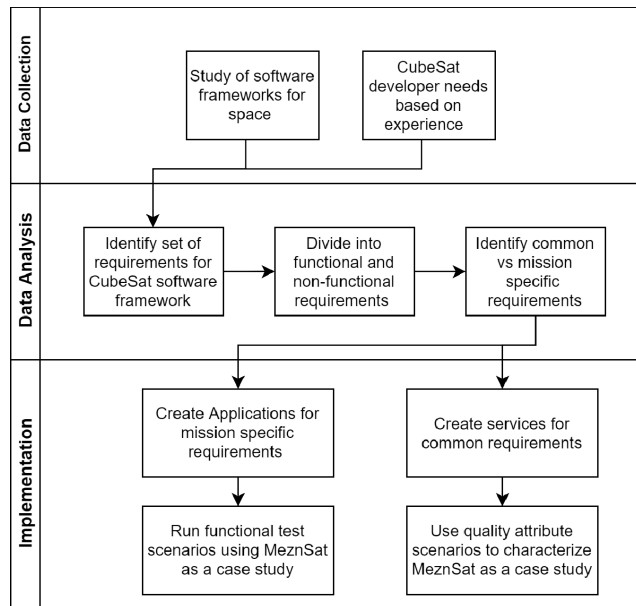 Data Collection
Study of software
frameworks for
space
CubeSat
developer needs
based on
experience
Data Analysis
Identify set of
requirements for
CubeSat software
framework
Divide into
functional and
non-functional
requirements
Identify common
vs mission
specific
requirements
Implementation
Create Applications for
mission specific
requirements
Create services for
common requirements
Run functional test
scenarios using MeznSat
as a case study
Use quality attribute
scenarios to characterize
MeznSat as a case study